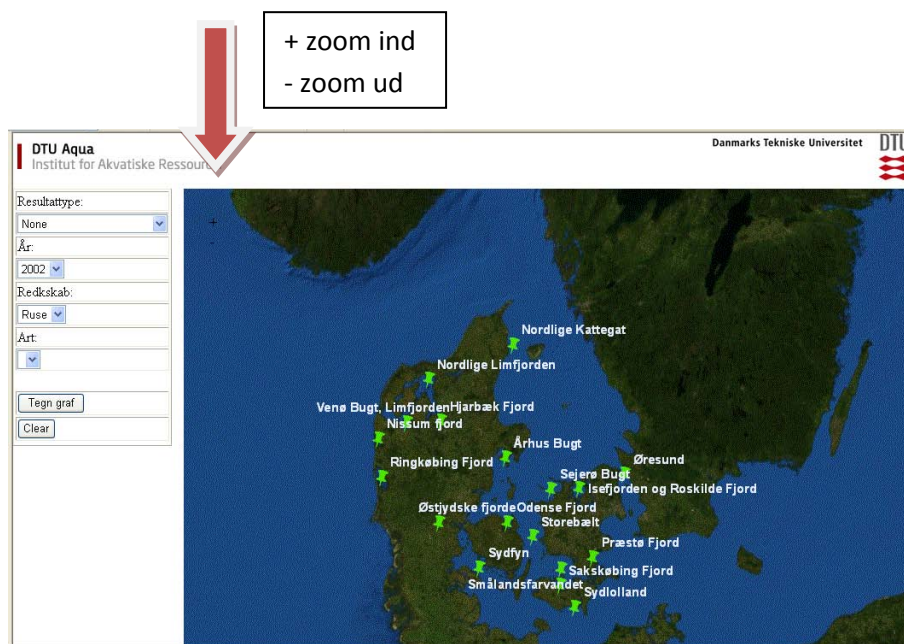 + zoom ind
- zoom ud
DTU Aqua
Institut for Akvatiske
Danmarks Tekniske Universitet
DTU
Resultattype:
None
År:
2002
Redkskab:
Ruse
Art:
Tegn graf
Clear
Nordlige Kattegat
Nordlige Limfjorden
Venø Bugt, Limfjorden
Hjarbæk Fjord
Nissum fjord
Århus Bugt
Ringkøbing Fjord
Øresund
Sejerø Bugt
Isefjorden og Roskilde Fjord
Østjydske fjorde
Odense Fjord
Storebælt
Præstø Fjord
Sydfyn
Sakskøbing Fjord
Smålandsfarvandet
Sydlolland